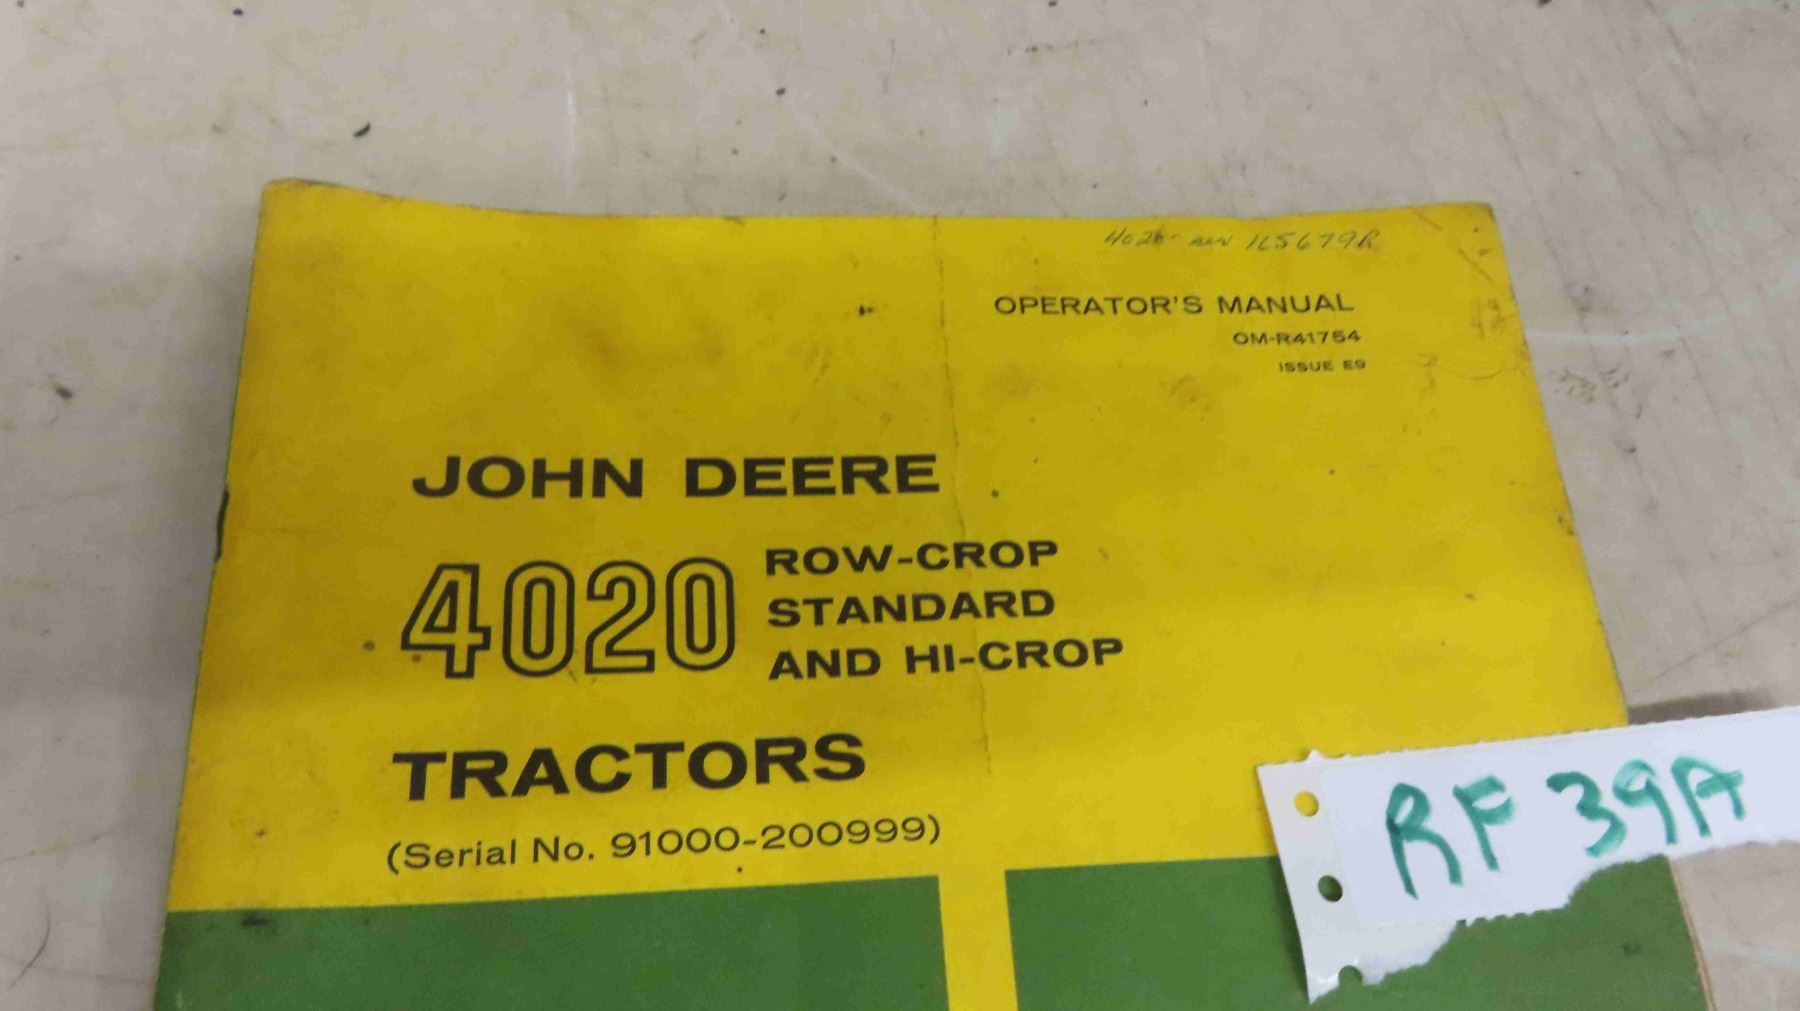 4020 165679R
OPERATOR'S MANUAL
OM-R41754
ISSUE E9
JOHN DEERE
4020 ROW-CROP
STANDARD
AND HI-CROP
TRACTORS
(Serial No. 91000-200999)
RF 39A